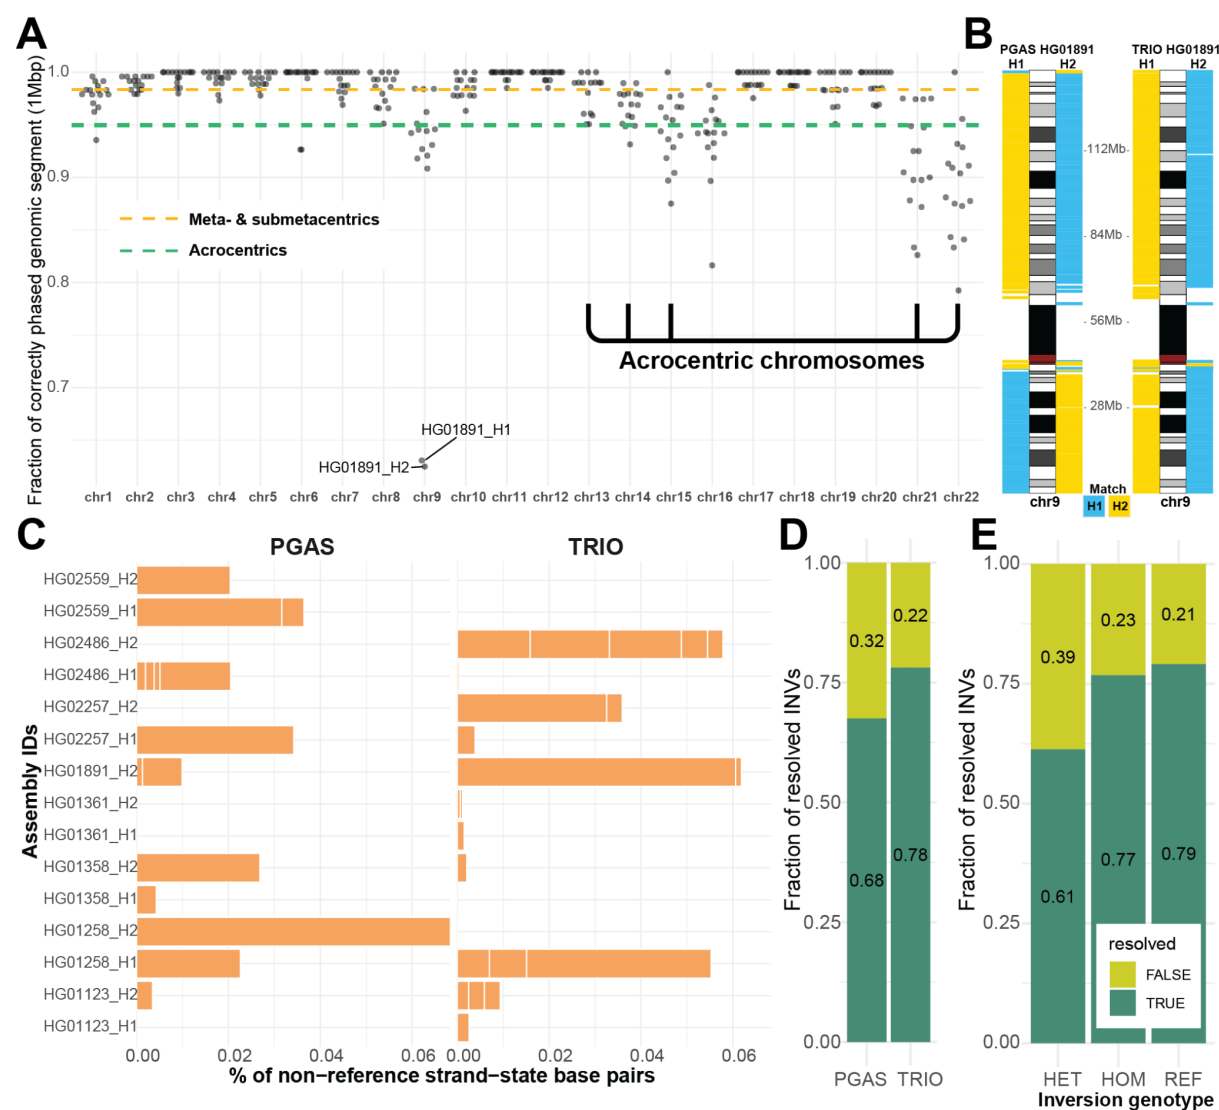 A
Fraction of correctly phased genomic segment (1Mbp)
1.0
0.9
0.8
0.7
Meta- & submetacentrics
Acrocentrics
Acrocentric chromosomes
HG01891_H1
HG01891_H2
chr1 chr2 chr3 chr4 chr5 chr6 chr7 chr8 chr9 chr10 chr11 chr12 chr13 chr14 chr15 chr16 chr17 chr18 chr19 chr20 chr21 chr22
B
PGAS HG01891 TRIO HG01891
H1 H2 H1 H2
-112Mb-
- 84Mb -
- 56Mb -
- 28Mb -
Match
chr9 H1 H2 chr9
C
PGAS TRIO
Assembly IDs
HG02559_H2
HG02559_H1
HG02486_H2
HG02486_H1
HG02257_H2
HG02257_H1
HG01891_H2
HG01361_H2
HG01361_H1
HG01358_H2
HG01358_H1
HG01258_H2
HG01258_H1
HG01123_H2
HG01123_H1
0.00 0.02 0.04 0.06 0.00 0.02 0.04 0.06
% of non−reference strand−state base pairs
D
Fraction of resolved INVs
1.00
0.75
0.50
0.25
0.00
0.32 0.22
0.68 0.78
PGAS TRIO
E
Fraction of resolved INVs
1.00
0.75
0.50
0.25
0.00
0.39 0.23 0.21
0.61 0.77 0.79
resolved
FALSE
TRUE
HET HOM REF
Inversion genotype